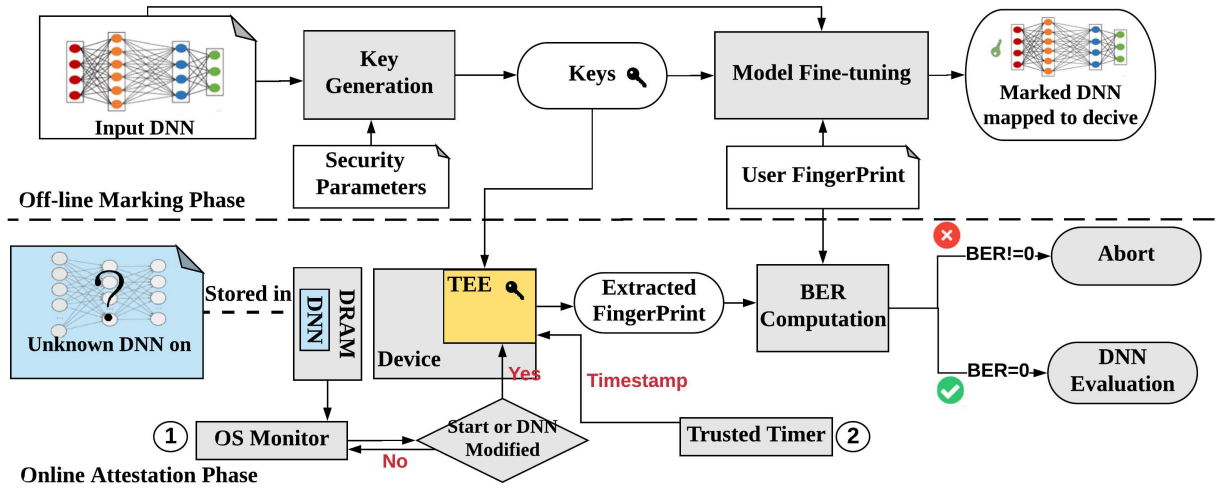 Input DNN
Key
Generation
Keys
Model Fine-tuning
Marked DNN
mapped to decive
Security
Parameters
User FingerPrint
Off-line Marking Phase
?
Unknown DNN on
Stored in
DNN
DRAM
TEE
Device
Extracted
FingerPrint
BER
Computation
BER!=0
Abort
BER=0
DNN
Evaluation
Yes
Timestamp
1
OS Monitor
No
Start or DNN
Modified
Trusted Timer
2
Online Attestation Phase